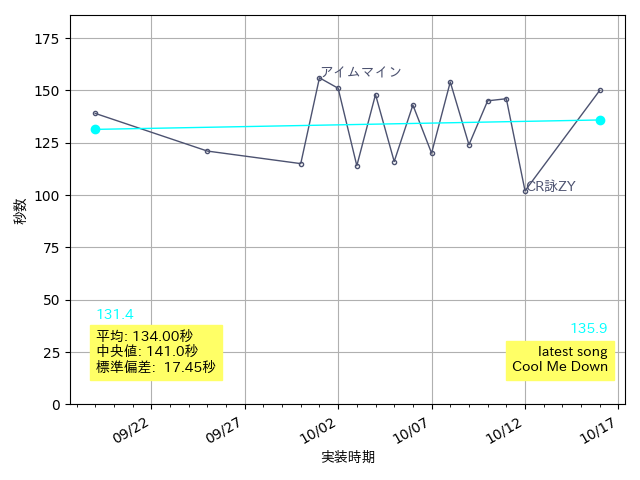 175
150
125
100
75
50
25
0
秒数
アイムマイン
CR詠ZY
131.4
平均: 134.00秒
中央値: 141.0秒
標準偏差: 17.45秒
135.9
latest song
Cool Me Down
09/22
09/27
10/02
10/07
10/12
10/17
実装時期